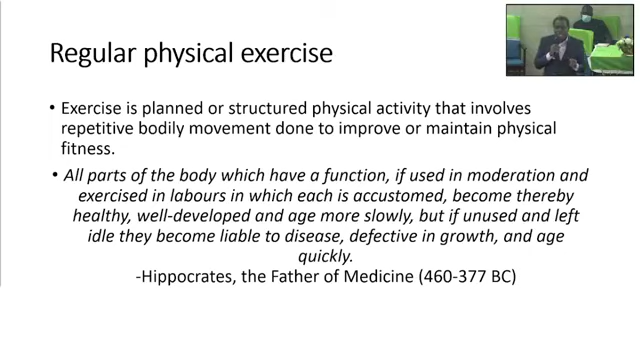 Regular physical exercise
• Exercise is planned or structured physical activity that involves
repetitive bodily movement done to improve or maintain physical
fitness.
• All parts of the body which have a function, if used in moderation and
exercised in labours in which each is accustomed, become thereby
healthy, well-developed and age more slowly, but if unused and left
idle they become liable to disease, defective in growth, and age
quickly.
-Hippocrates, the Father of Medicine (460-377 BC)